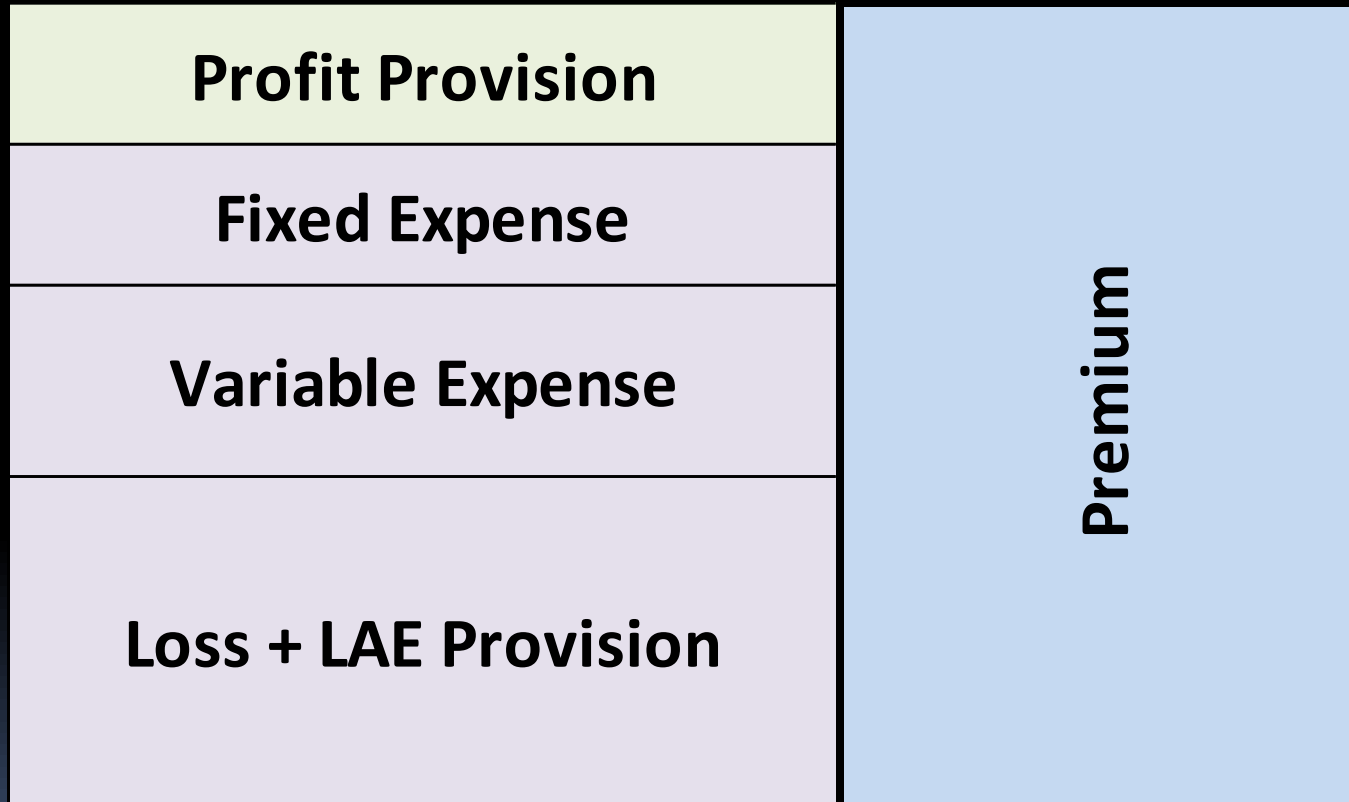 Profit Provision
Fixed Expense
Variable Expense
Loss + LAE Provision
Premium